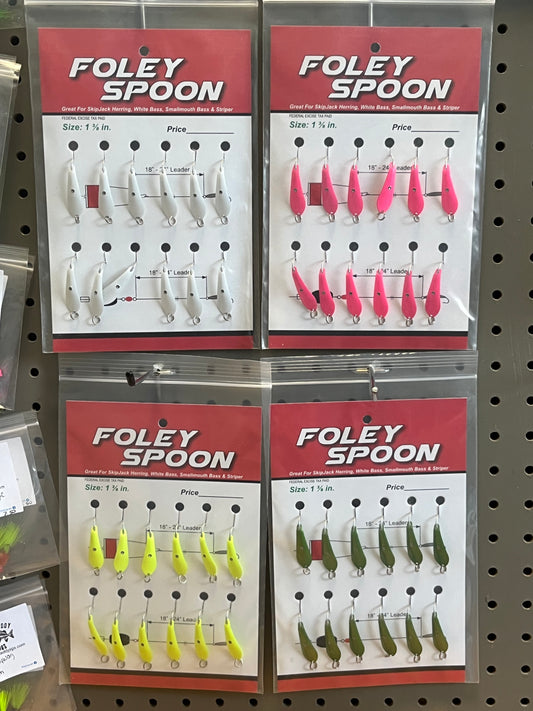 FOLEY
SPOON
Great For SkipJack Herring, White Bass, Smallmouth Bass & Striper
FEDERAL EXCISE TAX PAID
Size: 1 ⅜ in.
Price
18" - 24" Leader
18" - 24" Leader
FOLEY
SPOON
Great For SkipJack Herring, White Bass, Smallmouth Bass & Striper
FEDERAL EXCISE TAX PAID
Size: 1 ⅜ in.
Price
18" - 24" Leader
18" - 24" Leader
FOLEY
SPOON
Great For SkipJack Herring, White Bass, Smallmouth Bass & Striper
FEDERAL EXCISE TAX PAID
Size: 1 ⅜ in.
Price
18" - 24" Leader
18" - 24" Leader
FOLEY
SPOON
Great For SkipJack Herring, White Bass, Smallmouth Bass & Striper
FEDERAL EXCISE TAX PAID
Size: 1 ⅜ in.
Price
18" - 24" Leader
18" - 24" Leader